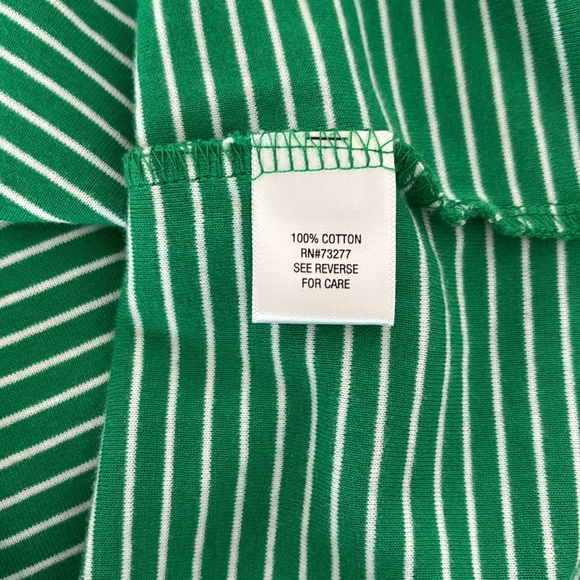 100% COTTON
RN#73277
SEE REVERSE
FOR CARE